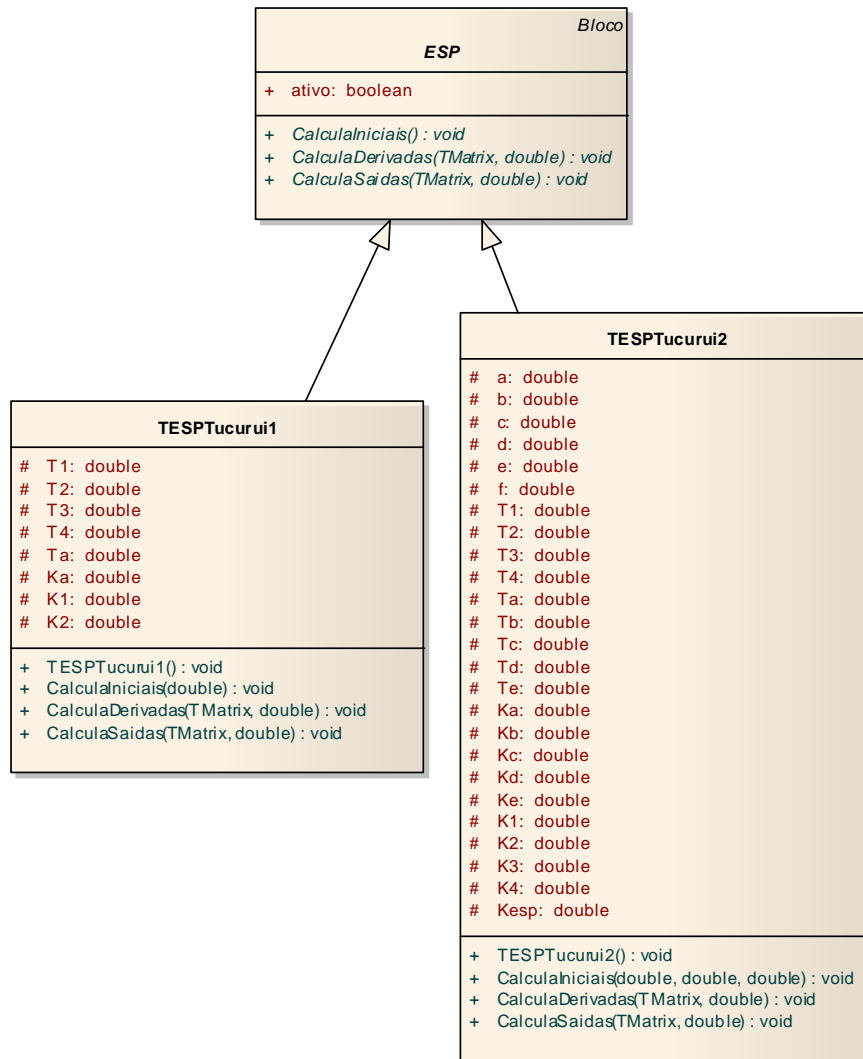 Bloco
ESP
+ ativo: boolean
+ CalculaIniciais() : void
+ CalculaDerivadas(TMatrix, double) : void
+ CalculaSaidas(TMatrix, double) : void
TESPTucurui1
# T1: double
# T2: double
# T3: double
# T4: double
# Ta: double
# Ka: double
# K1: double
# K2: double
+ TESPTucurui1() : void
+ CalculaIniciais(double) : void
+ CalculaDerivadas(TMatrix, double) : void
+ CalculaSaidas(TMatrix, double) : void
TESPTucurui2
# a: double
# b: double
# c: double
# d: double
# e: double
# f: double
# T1: double
# T2: double
# T3: double
# T4: double
# Ta: double
# Tb: double
# Tc: double
# Td: double
# Te: double
# Ka: double
# Kb: double
# Kc: double
# Kd: double
# Ke: double
# K1: double
# K2: double
# K3: double
# K4: double
# Kesp: double
+ TESPTucurui2() : void
+ CalculaIniciais(double, double, double) : void
+ CalculaDerivadas(TMatrix, double) : void
+ CalculaSaidas(TMatrix, double) : void